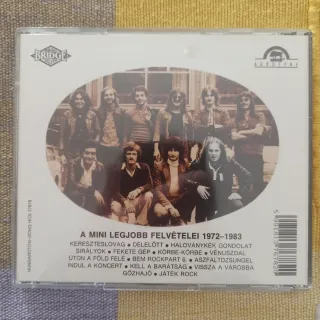 BRIDGE
A MINI LEGJOBB FELVÉTELEI 1972–1983
KERESZTESLOVAG • DÉLELŐTT • HALOVÁNYKÉK GONDOLAT
SIRÁLYOK • FEKETE GÉP • KÖRBE-KÖRBE • VÉNUSZDAL
ÚTON A FÖLD FELÉ • BEM ROCKPART 6. • ASZFALTDZSUNGEL
INDUL A KONCERT • KELL A BARÁTSÁG • VISSZA A VÁROSBA
GŐZHAJÓ • JÁTÉK ROCK